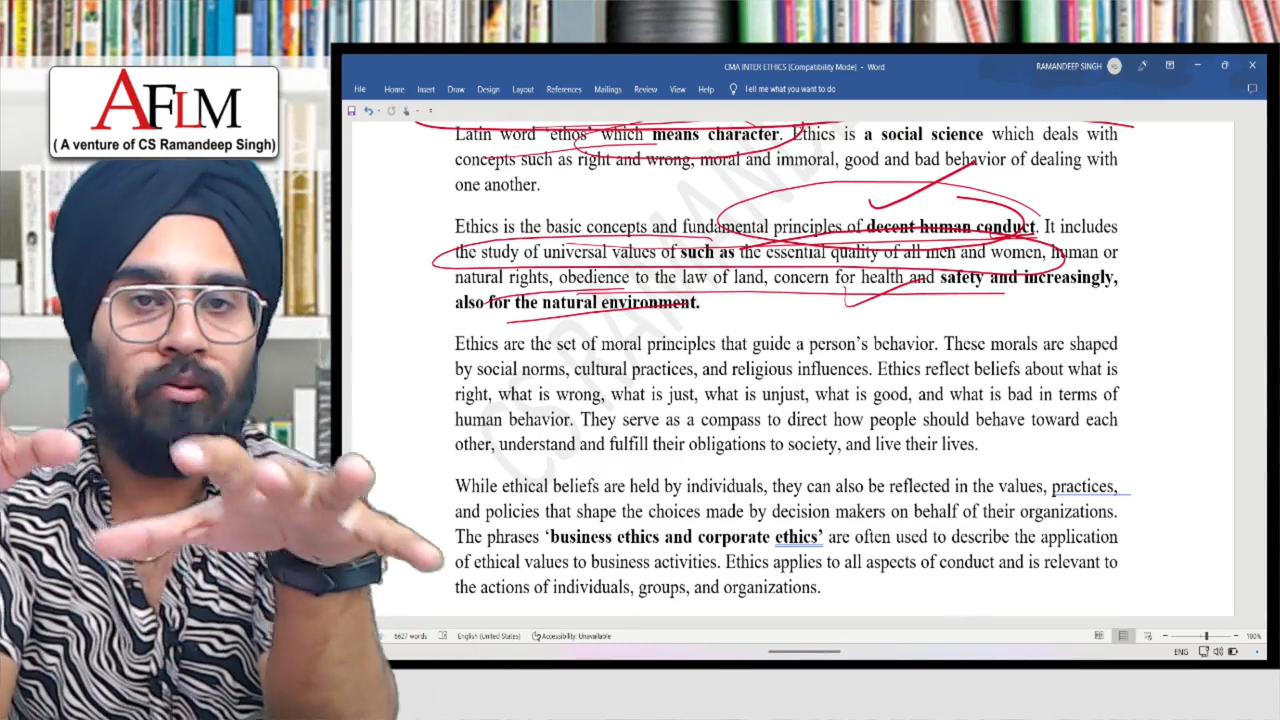 AFLM
( A venture of CS Ramandeep Singh)
CMA INTER ETHICS [Compatibility Mode] - Word
RAMANDEEP SINGH
File Home Insert Draw Design Layout References Mailings Review View Help Tell me what you want to do
Latin word 'ethos' which means character. Ethics is a social science which deals with
concepts such as right and wrong, moral and immoral, good and bad behavior of dealing with
one another.
Ethics is the basic concepts and fundamental principles of decent human conduct. It includes
the study of universal values of such as the essential quality of all men and women, human or
natural rights, obedience to the law of land, concern for health and safety and increasingly,
also for the natural environment.
Ethics are the set of moral principles that guide a person's behavior. These morals are shaped
by social norms, cultural practices, and religious influences. Ethics reflect beliefs about what is
right, what is wrong, what is just, what is unjust, what is good, and what is bad in terms of
human behavior. They serve as a compass to direct how people should behave toward each
other, understand and fulfill their obligations to society, and live their lives.
While ethical beliefs are held by individuals, they can also be reflected in the values, practices,
and policies that shape the choices made by decision makers on behalf of their organizations.
The phrases 'business ethics and corporate ethics' are often used to describe the application
of ethical values to business activities. Ethics applies to all aspects of conduct and is relevant to
the actions of individuals, groups, and organizations.
CS RAMAND
6627 words English (United States) Accessibility: Unavailable 100%
ENG